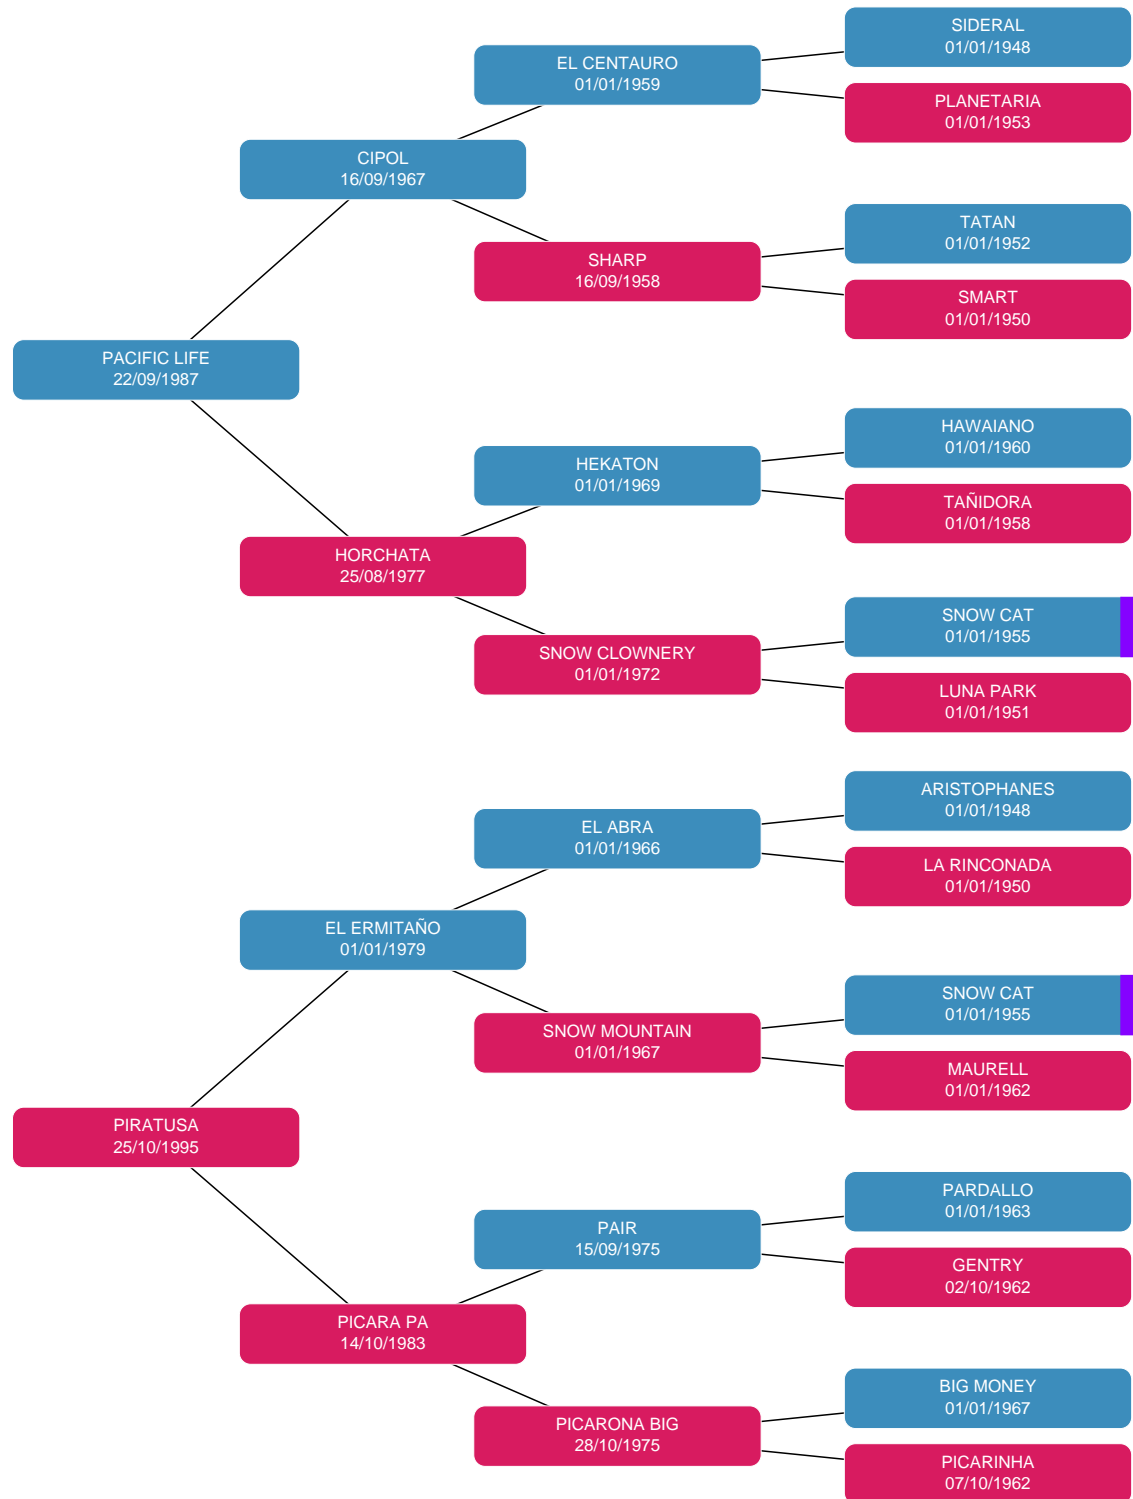 SIDERAL
01/01/1948
EL CENTAURO
01/01/1959
PLANETARIA
01/01/1953
CIPOL
16/09/1967
TATAN
01/01/1952
SHARP
16/09/1958
SMART
01/01/1950
PACIFIC LIFE
22/09/1987
HAWAIANO
01/01/1960
HEKATON
01/01/1969
TAÑIDORA
01/01/1958
HORCHATA
25/08/1977
SNOW CAT
01/01/1955
SNOW CLOWNERY
01/01/1972
LUNA PARK
01/01/1951
ARISTOPHANES
01/01/1948
EL ABRA
01/01/1966
LA RINCONADA
01/01/1950
EL ERMITAÑO
01/01/1979
SNOW CAT
01/01/1955
SNOW MOUNTAIN
01/01/1967
MAURELL
01/01/1962
PIRATUSA
25/10/1995
PARDALLO
01/01/1963
PAIR
15/09/1975
GENTRY
02/10/1962
PICARA PA
14/10/1983
BIG MONEY
01/01/1967
PICARONA BIG
28/10/1975
PICARINHA
07/10/1962